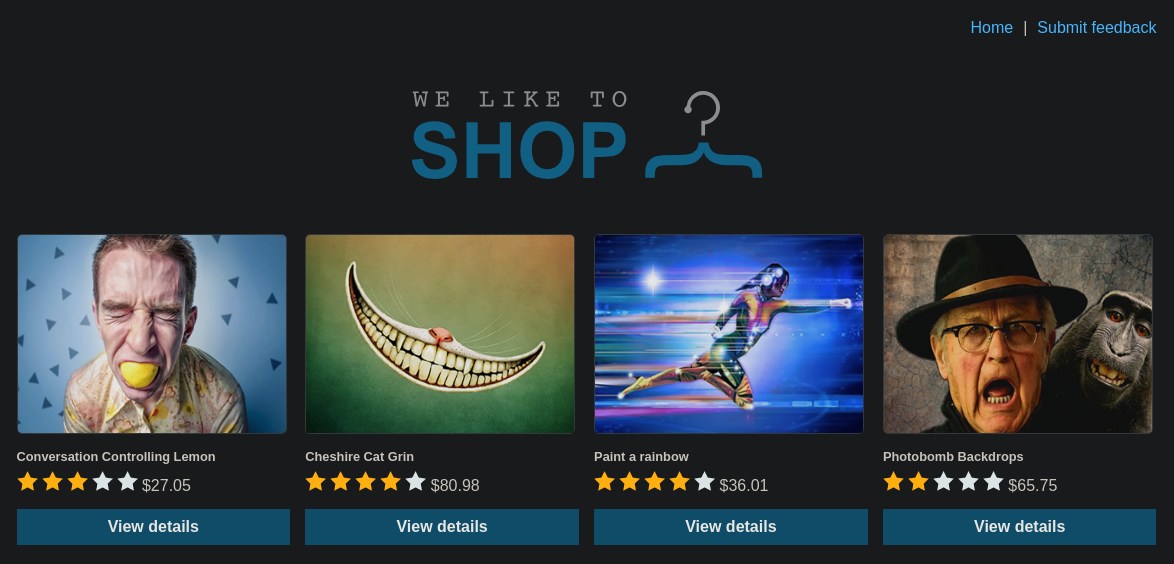 Home | Submit feedback
WE LIKE TO
SHOP
Conversation Controlling Lemon
Cheshire Cat Grin
Paint a rainbow
Photobomb Backdrops
$27.05
$80.98
$36.01
$65.75
View details
View details
View details
View details